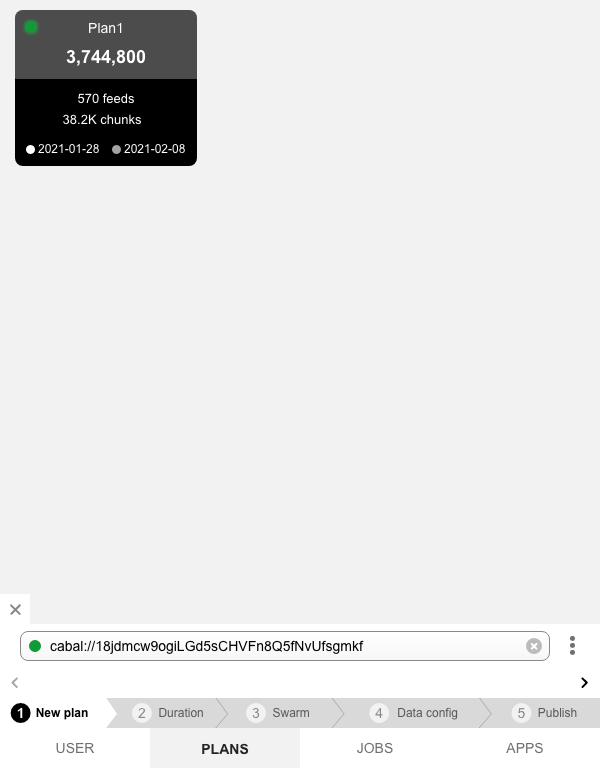 Plan1
3,744,800
570 feeds
38.2K chunks
2021-01-28 2021-02-08
cabal://18jdmcw9ogiLGd5sCHVFn8Q5fNvUfsgmkf
1 New plan 2 Duration 3 Swarm 4 Data config 5 Publish
USER PLANS JOBS APPS